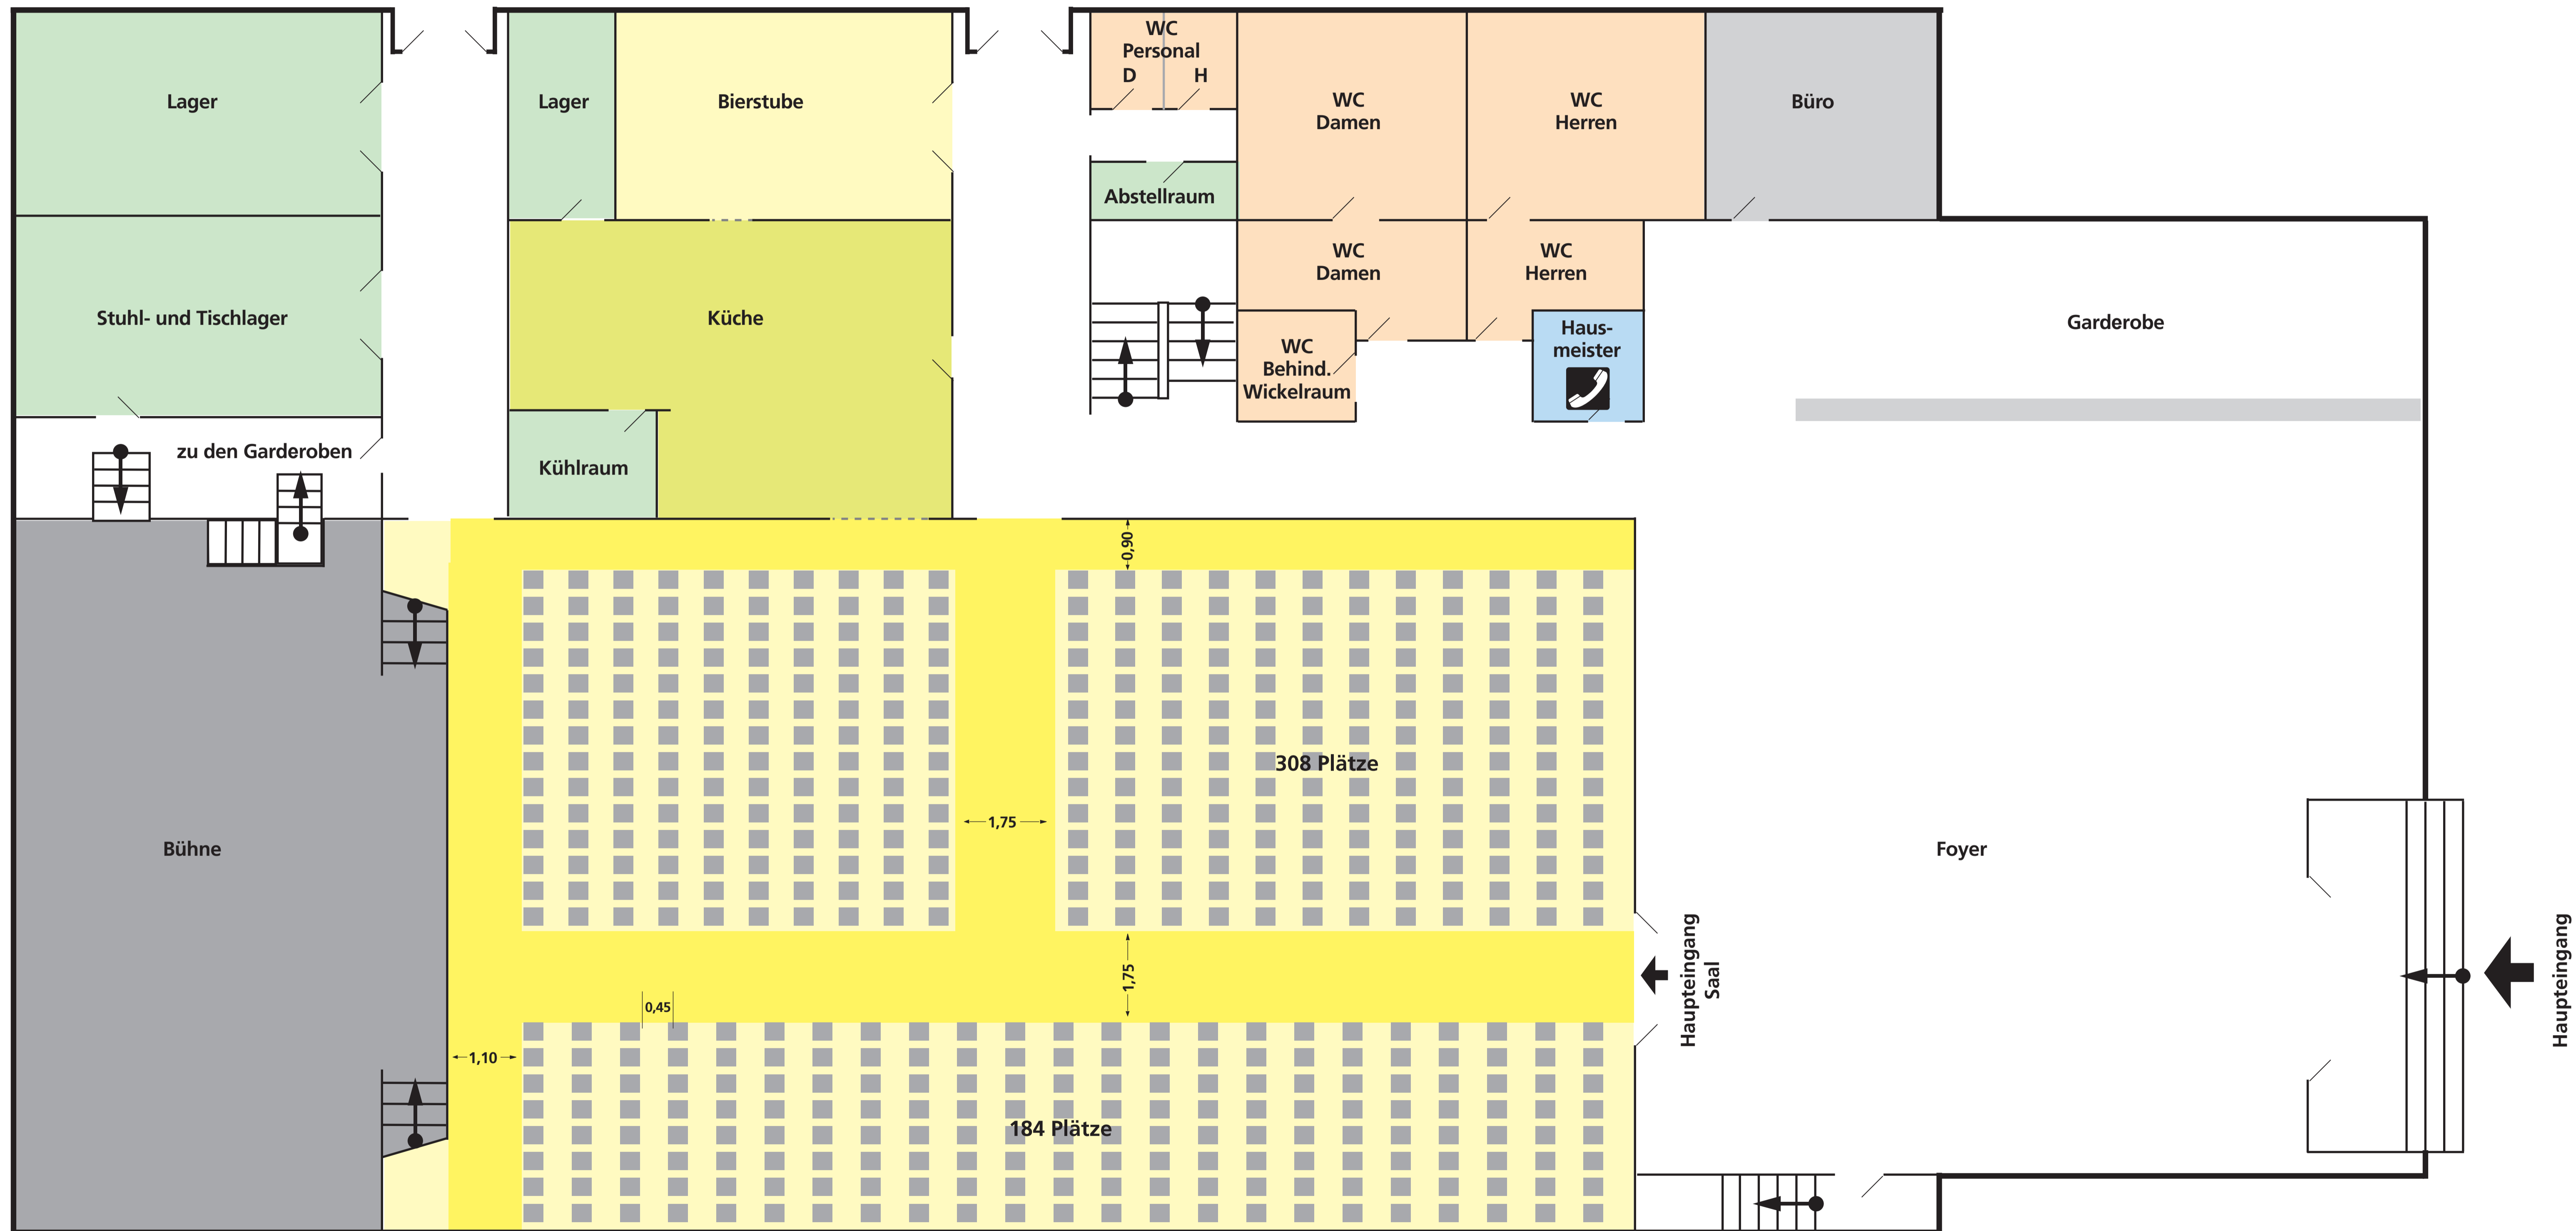 WC
Personal
D H
Lager
Lager
Bierstube
WC
Damen
WC
Herren
Büro
Abstellraum
WC
Damen
WC
Herren
Stuhl- und Tischlager
Küche
Haus-
meister
Garderobe
WC
Behind.
Wickelraum
zu den Garderoben
Kühlraum
0,90
308 Plätze
1,75
Bühne
Foyer
1,75
Haupteingang
Saal
Haupteingang
0,45
1,10
184 Plätze